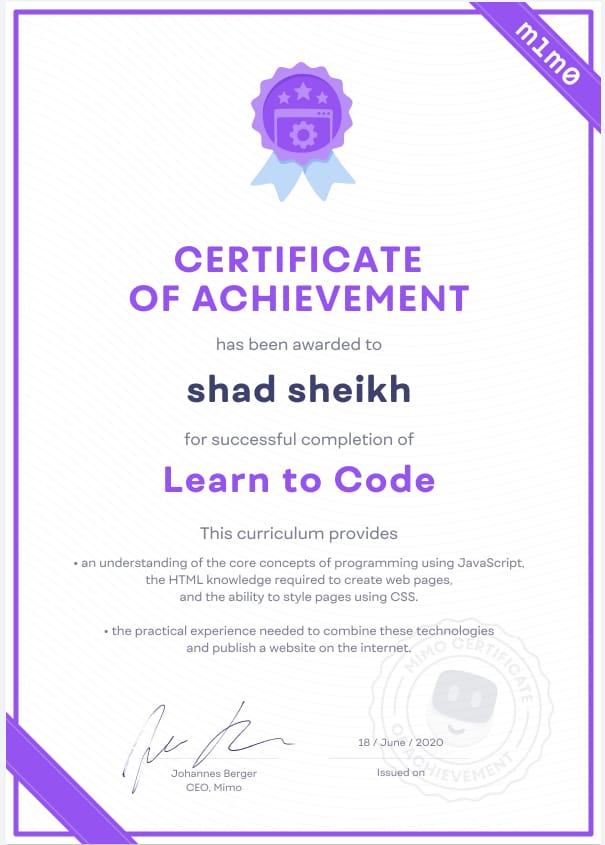 m1m0
CERTIFICATE
OF ACHIEVEMENT
has been awarded to
shad sheikh
for successful completion of
Learn to Code
This curriculum provides
• an understanding of the core concepts of programming using JavaScript,
the HTML knowledge required to create web pages,
and the ability to style pages using CSS.
• the practical experience needed to combine these technologies
and publish a website on the internet.
MIMO CERTIFICATE
OF ACHIEVEMENT
18 / June / 2020
Johannes Berger
CEO, Mimo
Issued on